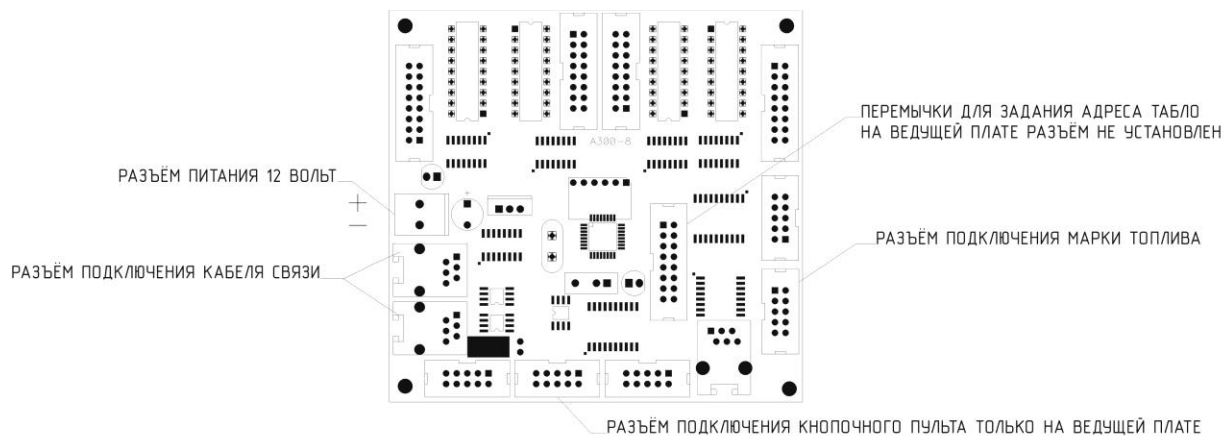 ПЕРЕМЫЧКИ ДЛЯ ЗАДАНИЯ АДРЕСА ТАБЛО
НА ВЕДУЩЕЙ ПЛАТЕ РАЗЪЁМ НЕ УСТАНОВЛЕН
A300-8
РАЗЪЁМ ПИТАНИЯ 12 ВОЛЬТ
+
+
−
РАЗЪЁМ ПОДКЛЮЧЕНИЯ МАРКИ ТОПЛИВА
РАЗЪЁМ ПОДКЛЮЧЕНИЯ КАБЕЛЯ СВЯЗИ
РАЗЪЁМ ПОДКЛЮЧЕНИЯ КНОПОЧНОГО ПУЛЬТА ТОЛЬКО НА ВЕДУЩЕЙ ПЛАТЕ